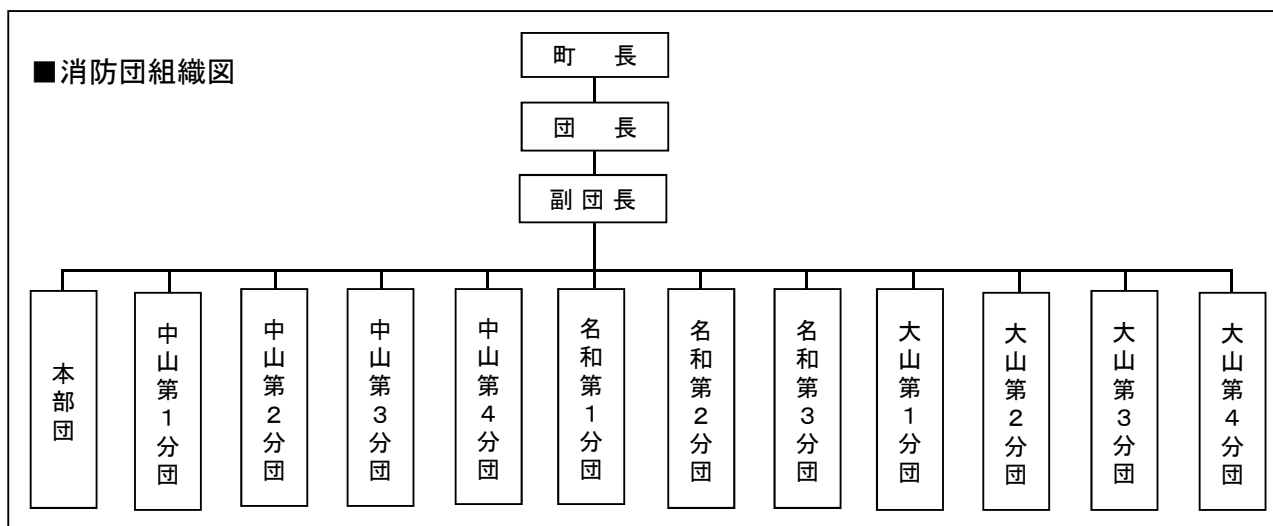 ■消防団組織図
町　長
団　長
副団長
本部団
中山第１分団
中山第２分団
中山第３分団
中山第４分団
名和第１分団
名和第２分団
名和第３分団
大山第１分団
大山第２分団
大山第３分団
大山第４分団